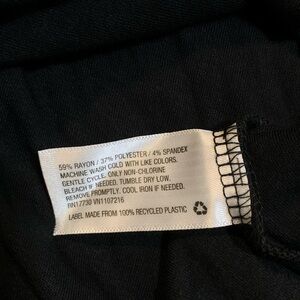 59% RAYON / 37% POLYESTER / 4% SPANDEX
MACHINE WASH COLD WITH LIKE COLORS.
GENTLE CYCLE. ONLY NON-CHLORINE
BLEACH IF NEEDED. TUMBLE DRY LOW.
REMOVE PROMPTLY. COOL IRON IF NEEDED.
RN17730 VN1107216
LABEL MADE FROM 100% RECYCLED PLASTIC